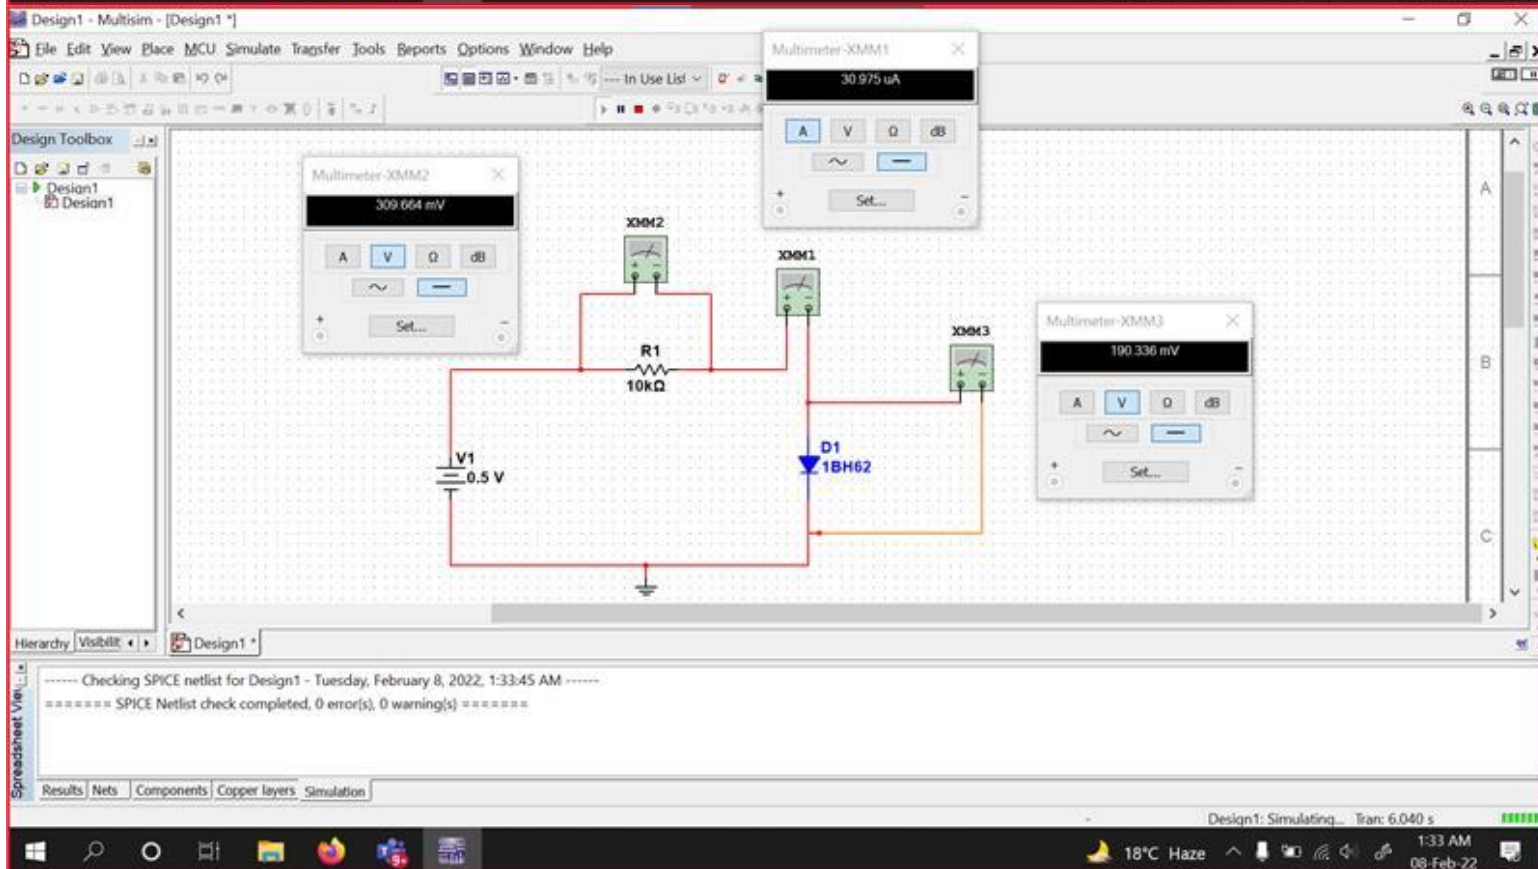 Design1 - Multisim - [Design1 *]
File Edit View Place MCU Simulate Transfer Tools Reports Options Window Help
--- In Use List
Multimeter-XMM1
30.975 uA
A V Ω dB
Set...
+ -
Design Toolbox
Design1
Design1
Multimeter-XMM2
309.664 mV
A V Ω dB
Set...
+ -
XMM2
XMM1
XMM3
R1
10kΩ
V1
0.5 V
D1
1BH62
Multimeter-XMM3
190.336 mV
A V Ω dB
Set...
+ -
A
B
C
Hierarchy Visibilit
Design1 *
------ Checking SPICE netlist for Design1 - Tuesday, February 8, 2022, 1:33:45 AM ------
======= SPICE Netlist check completed, 0 error(s), 0 warning(s) =======
Spreadsheet View
Results Nets Components Copper layers Simulation
- Design1: Simulating... Tran: 6.040 s
9+
18°C Haze
1:33 AM
08-Feb-22